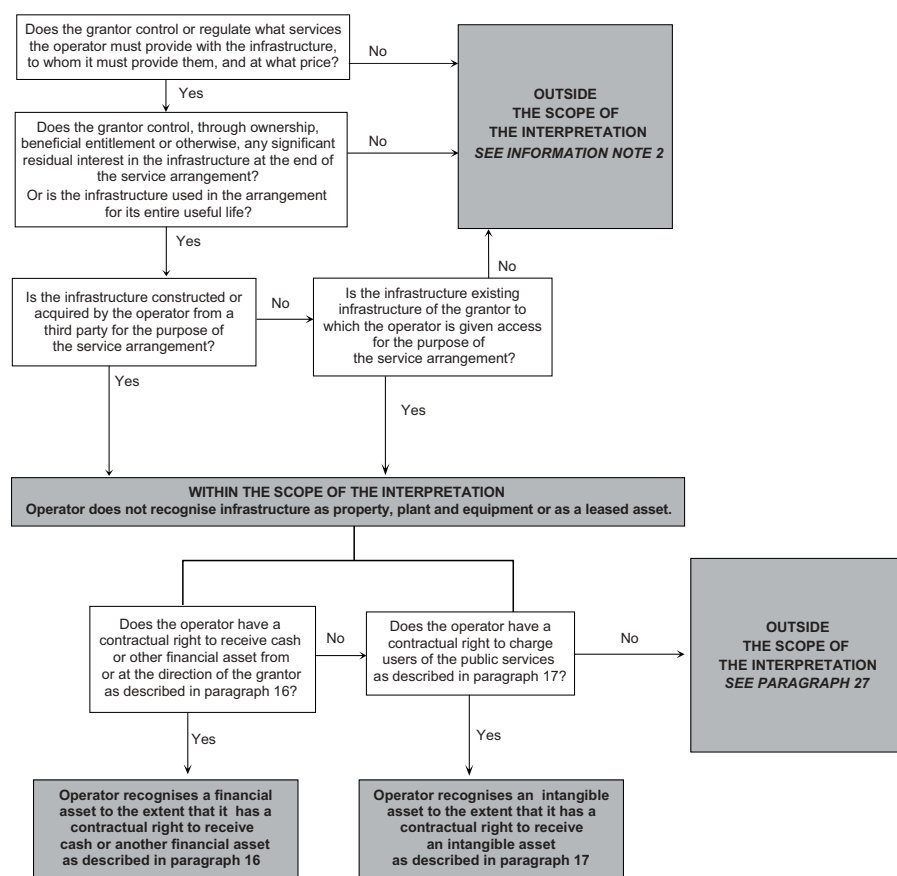 Does the grantor control or regulate what services
the operator must provide with the infrastructure,
to whom it must provide them, and at what price?
No
Yes
OUTSIDE
THE SCOPE OF
THE INTERPRETATION
SEE INFORMATION NOTE 2
Does the grantor control, through ownership,
beneficial entitlement or otherwise, any significant
residual interest in the infrastructure at the end of
the service arrangement?
Or is the infrastructure used in the arrangement
for its entire useful life?
No
Yes
No
Is the infrastructure constructed or
acquired by the operator from a
third party for the purpose of
the service arrangement?
No
Is the infrastructure existing
infrastructure of the grantor to
which the operator is given access
for the purpose of
the service arrangement?
Yes
Yes
WITHIN THE SCOPE OF THE INTERPRETATION
Operator does not recognise infrastructure as property, plant and equipment or as a leased asset.
Does the operator have a
contractual right to receive cash
or other financial asset from
or at the direction of the grantor
as described in paragraph 16?
No
Does the operator have a
contractual right to charge
users of the public services
as described in paragraph 17?
No
OUTSIDE
THE SCOPE OF
THE INTERPRETATION
SEE PARAGRAPH 27
Yes
Yes
Operator recognises a financial
asset to the extent that it has a
contractual right to receive
cash or another financial asset
as described in paragraph 16
Operator recognises an intangible
asset to the extent that it has a
contractual right to receive
an intangible asset
as described in paragraph 17